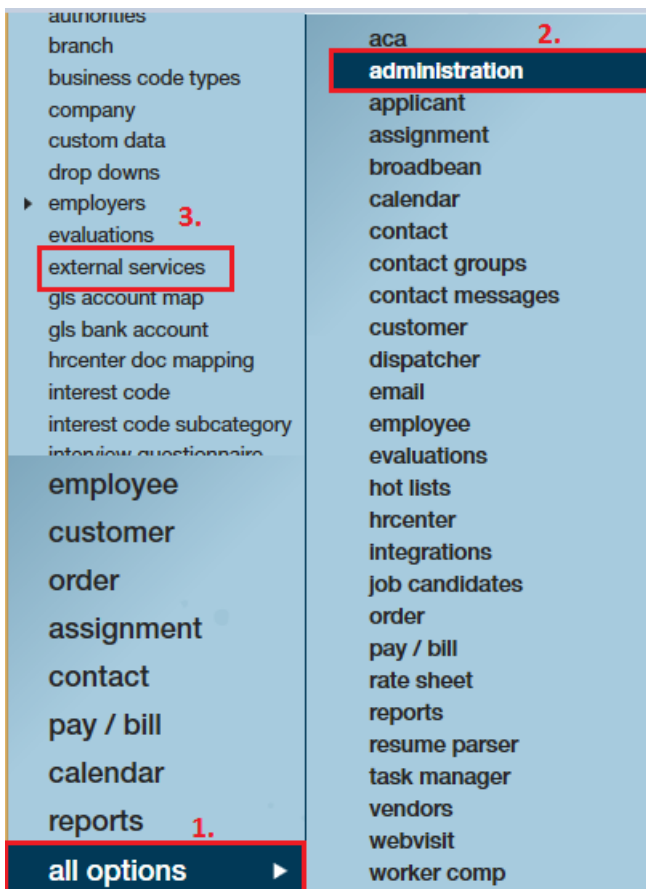 authorities
branch
business code types
company
custom data
drop downs
employers
3.
evaluations
external services
gls account map
gls bank account
hrcenter doc mapping
interest code
interest code subcategory
interview questionnaire
employee
customer
order
assignment
contact
pay / bill
calendar
reports
1.
all options
2.
aca
administration
applicant
assignment
broadbean
calendar
contact
contact groups
contact messages
customer
dispatcher
email
employee
evaluations
hot lists
hrcenter
integrations
job candidates
order
pay / bill
rate sheet
reports
resume parser
task manager
vendors
webvisit
worker comp